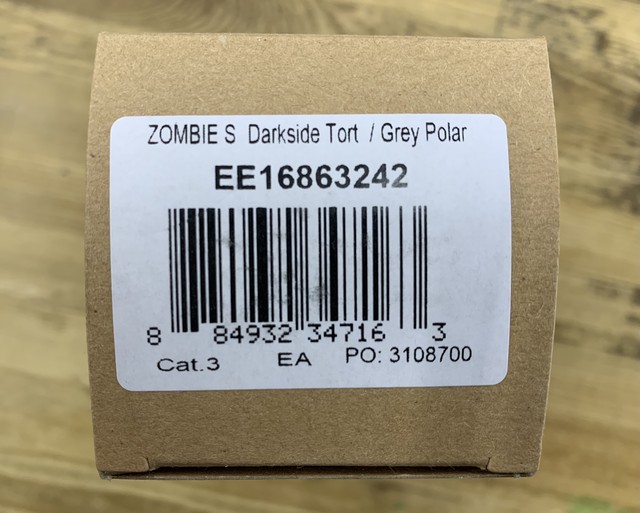 ZOMBIE S Darkside Tort / Grey Polar
EE16863242
8 84932 34716 3
Cat.3 EA PO: 3108700